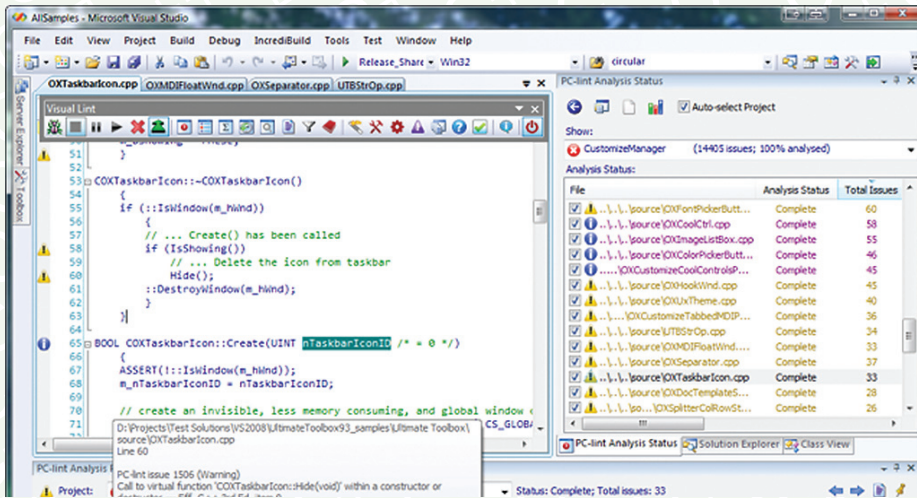 AllSamples - Microsoft Visual Studio
File Edit View Project Build Debug IncrediBuild Tools Test Window Help
Release_Share Win32 circular
OXTaskbarIcon.cpp OXMDIFloatWnd.cpp OXSeparator.cpp UTBStrOp.cpp
Server Explorer
Toolbox
Visual Lint
51 }
52
53 COXTaskbarIcon::~COXTaskbarIcon()
54 {
55 if (::IsWindow(m_hWnd))
56 {
57 // ... Create() has been called
58 if (IsShowing())
59 // ... Delete the icon from taskbar
60 Hide();
61 ::DestroyWindow(m_hWnd);
62 }
63 }
64
65 BOOL COXTaskbarIcon::Create(UINT nTaskbarIconID /* = 0 */)
66 {
67 ASSERT(!::IsWindow(m_hWnd));
68 m_nTaskbarIconID = nTaskbarIconID;
69
70 // create an invisible, less memory consuming, and global window
71 CS_GLOBA
D:\Projects\Test Solutions\VS2008\UltimateToolbox93_samples\Ultimate Toolbox\
source\OXTaskbarIcon.cpp
Line 60
PC-lint issue 1506 (Warning)
Call to virtual function 'COXTaskbarIcon::Hide(void)' within a constructor or
PC-lint Analysis Status
Auto-select Project
Show:
CustomizeManager (14405 issues; 100% analysed)
Analysis Status:
File Analysis Status Total Issues
..\..\..\source\OXFontPickerButt... Complete 60
..\..\..\source\OXCoolCtrl.cpp Complete 58
..\..\..\source\OXImageListBox.cpp Complete 55
..\..\..\source\OXColorPickerButt... Complete 46
.....\OXCustomizeCoolControlsP... Complete 45
..\..\..\source\OXHookWnd.cpp Complete 45
..\..\..\source\OXUxTheme.cpp Complete 40
..\....\OXCustomizeTabbedMDIP... Complete 36
..\..\..\source\UTBStrOp.cpp Complete 34
..\..\..\source\OXMDIFloatWnd.... Complete 33
..\..\..\source\OXSeparator.cpp Complete 37
..\..\..\source\OXTaskbarIcon.cpp Complete 33
..\..\..\source\OXDocTemplateS... Complete 28
..\..\..\so...\OXSplitterColRowSt... Complete 26
PC-lint Analysis Status Solution Explorer Class View
PC-lint Analysis
Project:
Status: Complete; Total issues: 33